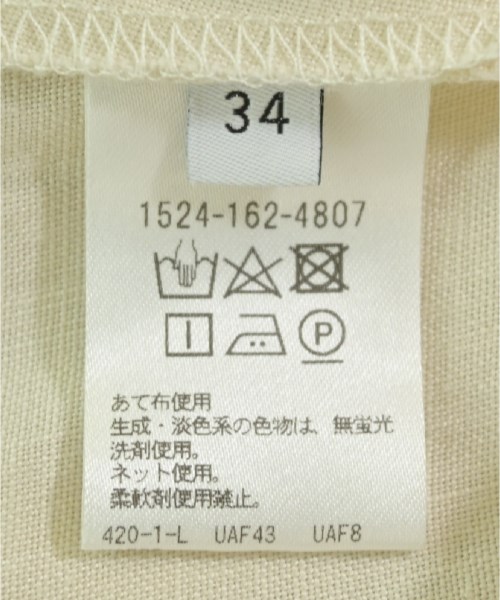 34
1524-162-4807
P
あて布使用
生成・淡色系の色物は、無蛍光
洗剤使用。
ネット使用。
柔軟剤使用禁止。
420-1-L UAF43 UAF8